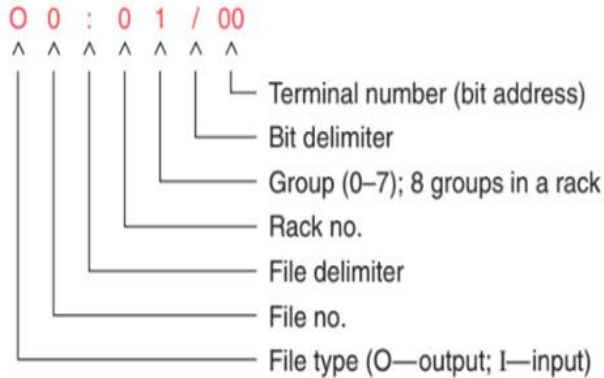 O 0 : 0 1 / 00
Terminal number (bit address)
Bit delimiter
Group (0–7); 8 groups in a rack
Rack no.
File delimiter
File no.
File type (O—output; I—input)